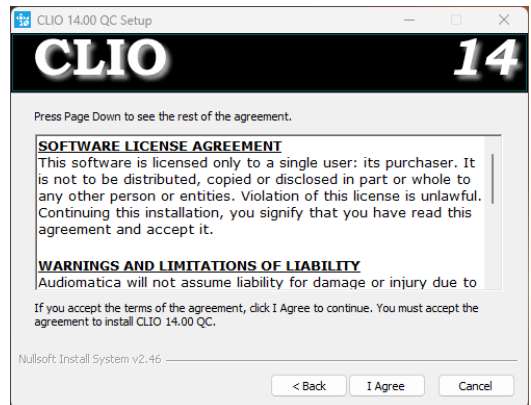 CLIO 14.00 QC Setup
CLIO 14
Press Page Down to see the rest of the agreement.
SOFTWARE LICENSE AGREEMENT
This software is licensed only to a single user: its purchaser. It
is not to be distributed, copied or disclosed in part or whole to
any other person or entities. Violation of this license is unlawful.
Continuing this installation, you signify that you have read this
agreement and accept it.
WARNINGS AND LIMITATIONS OF LIABILITY
Audiomatica will not assume liability for damage or injury due to
If you accept the terms of the agreement, click I Agree to continue. You must accept the
agreement to install CLIO 14.00 QC.
Nullsoft Install System v2.46
< Back I Agree Cancel